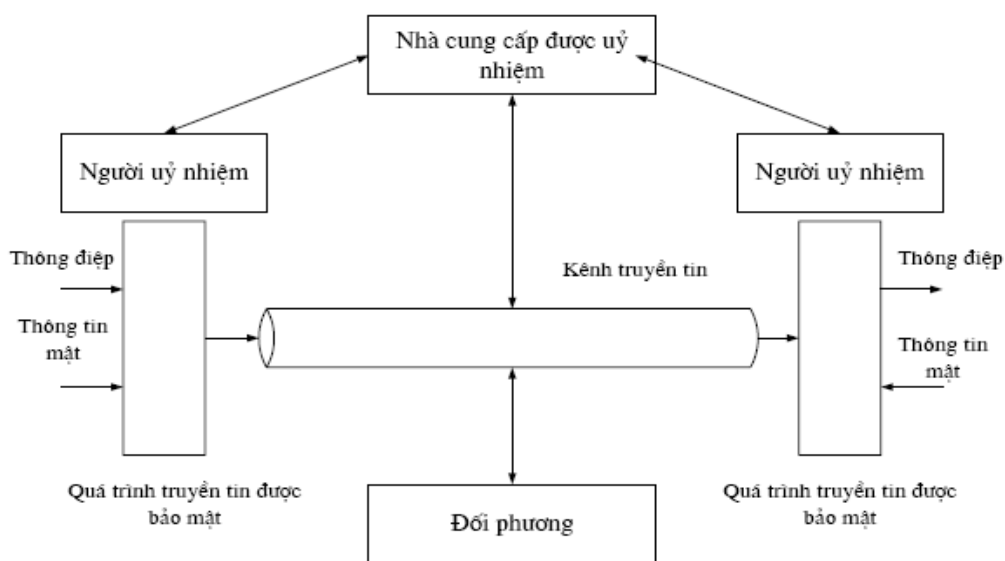 Nhà cung cấp được uỷ
nhiệm
Người uỷ nhiệm
Người uỷ nhiệm
Thông điệp
Kênh truyền tin
Thông điệp
Thông tin
mật
Thông tin
mật
Quá trình truyền tin được
bảo mật
Đối phương
Quá trình truyền tin được
bảo mật